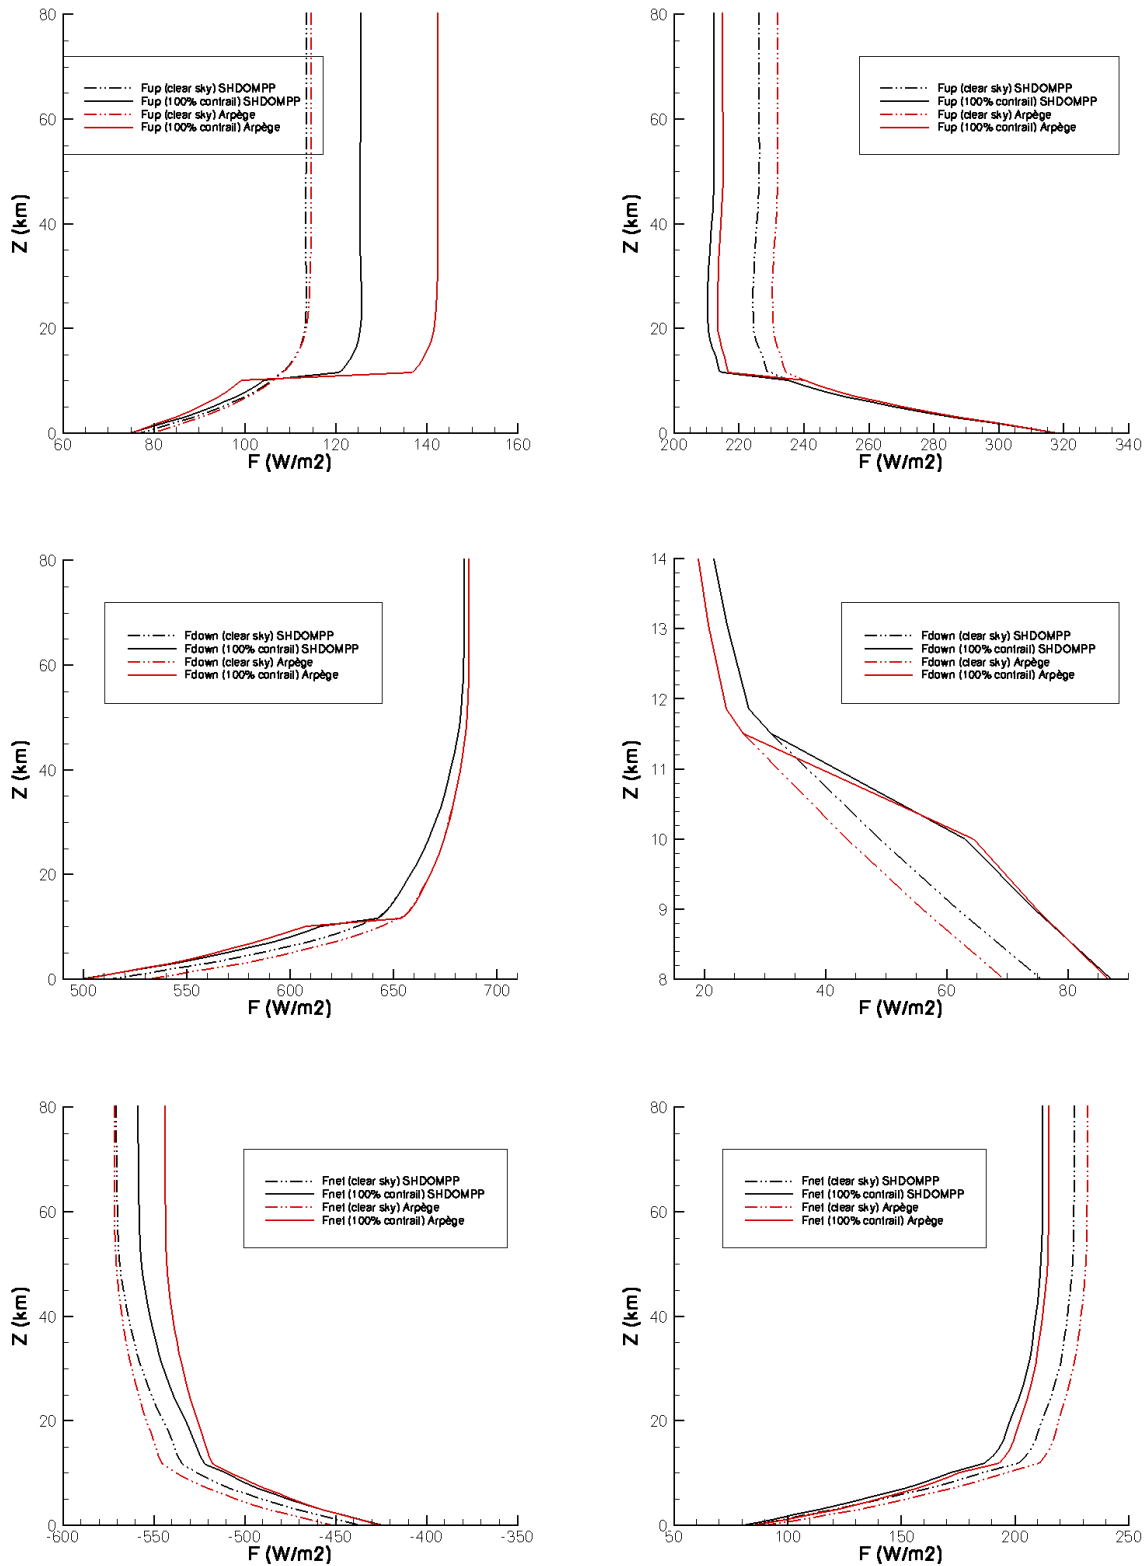 80
60
40
20
0
Z (km)
Fup (clear sky) SHDOMPP
Fup (100% contrail) SHDOMPP
Fup (clear sky) Arpège
Fup (100% contrail) Arpège
60 80 100 120 140 160
F (W/m2)
80
60
40
20
0
Z (km)
Fup (clear sky) SHDOMPP
Fup (100% contrail) SHDOMPP
Fup (clear sky) Arpège
Fup (100% contrail) Arpège
200 220 240 260 280 300 320 340
F (W/m2)
80
60
40
20
0
Z (km)
Fdown (clear sky) SHDOMPP
Fdown (100% contrail) SHDOMPP
Fdown (clear sky) Arpège
Fdown (100% contrail) Arpège
500 550 600 650 700
F (W/m2)
14
13
12
11
10
9
8
Z (km)
Fdown (clear sky) SHDOMPP
Fdown (100% contrail) SHDOMPP
Fdown (clear sky) Arpège
Fdown (100% contrail) Arpège
20 40 60 80
F (W/m2)
80
60
40
20
0
Z (km)
Fnet (clear sky) SHDOMPP
Fnet (100% contrail) SHDOMPP
Fnet (clear sky) Arpège
Fnet (100% contrail) Arpège
-600 -550 -500 -450 -400 -350
F (W/m2)
80
60
40
20
0
Z (km)
Fnet (clear sky) SHDOMPP
Fnet (100% contrail) SHDOMPP
Fnet (clear sky) Arpège
Fnet (100% contrail) Arpège
50 100 150 200 250
F (W/m2)